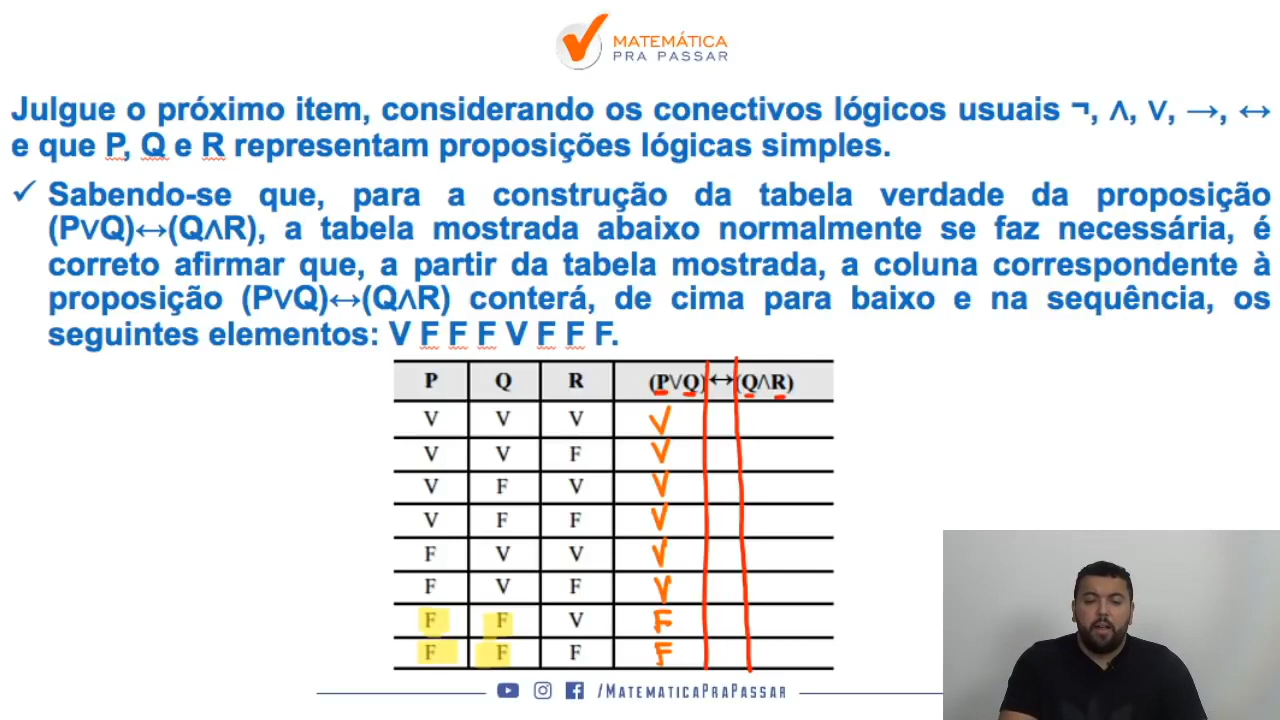 MATEMÁTICA
PRA PASSAR
Julgue o próximo item, considerando os conectivos lógicos usuais ¬, ∧, ∨, →, ↔
e que P, Q e R representam proposições lógicas simples.
✓ Sabendo-se que, para a construção da tabela verdade da proposição
(P∨Q)↔(Q∧R), a tabela mostrada abaixo normalmente se faz necessária, é
correto afirmar que, a partir da tabela mostrada, a coluna correspondente à
proposição (P∨Q)↔(Q∧R) conterá, de cima para baixo e na sequência, os
seguintes elementos: V F F F V F F F.
P Q R (P∨Q) ↔ (Q∧R)
V V V V
V V F V
V F V V
V F F V
F V V V
F V F V
F F V F
F F F F
/MATEMATICAPRAPASSAR